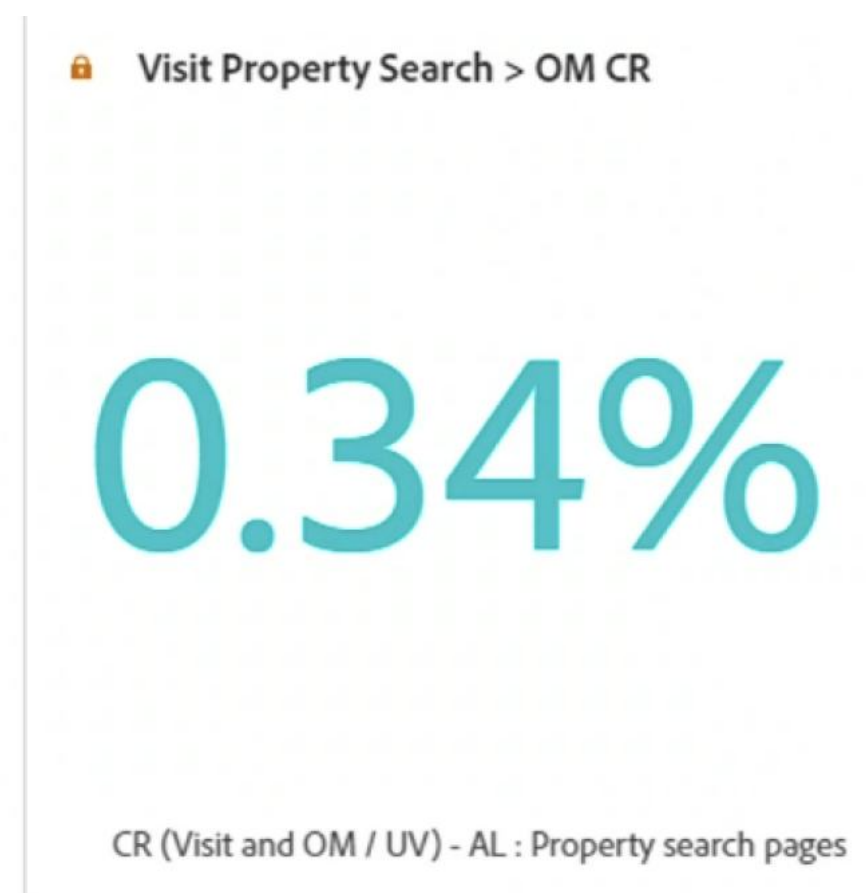 Visit Property Search > OM CR
0.34%
CR (Visit and OM / UV) - AL : Property search pages